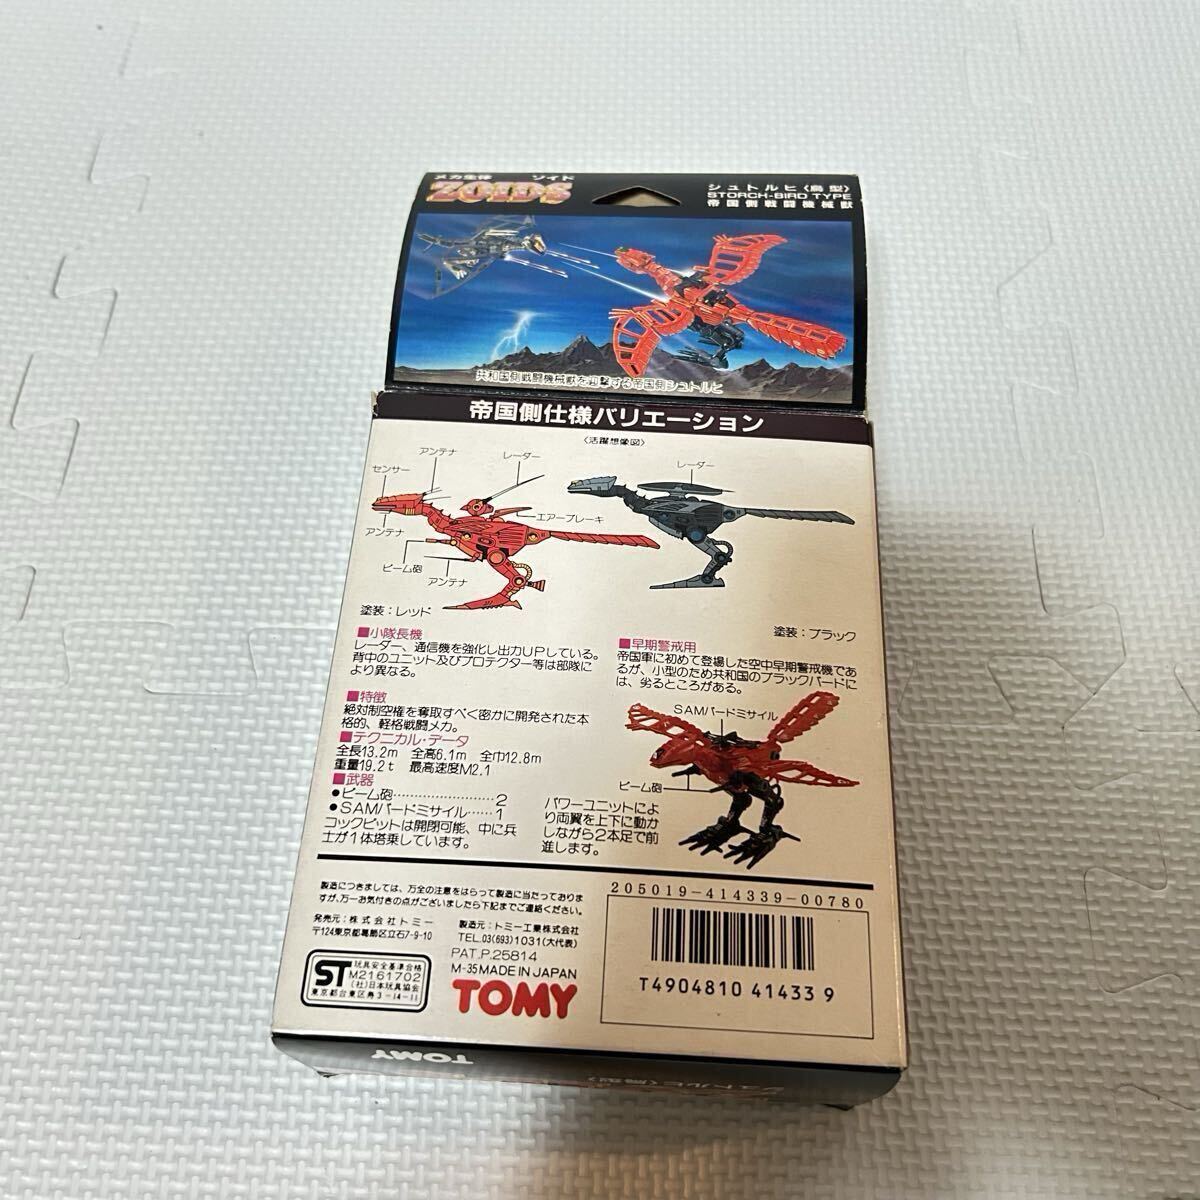 メカ生体 ゾイド
ZOIDS
シュトルヒ〈鳥型〉
STORCH-BIRD TYPE
帝国側戦闘機械獣
共和国側戦闘機械獣を迎撃する帝国側シュトルヒ
帝国側仕様バリエーション
〈活躍想像図〉
アンテナ
レーダー
センサー
エアーブレーキ
アンテナ
ビーム砲
アンテナ
レーダー
塗装：レッド
塗装：ブラック
■小隊長機
レーダー、通信機を強化し出力UPしている。
背中のユニット及びプロテクター等は部隊に
より異なる。
■早期警戒用
帝国軍に初めて登場した空中早期警戒機であ
るが、小型のため共和国のブラックバードに
は、劣るところがある。
■特徴
絶対制空権を奪取すべく密かに開発された本
格的、軽格戦闘メカ。
■テクニカル・データ
全長13.2m 全高6.1m 全巾12.8m
重量19.2t 最高速度M2.1
■武器
●ビーム砲……………………2
●SAMバードミサイル……1
コックピットは開閉可能、中に兵
士が1体塔乗しています。
SAMバードミサイル
ビーム砲
パワーユニットによ
り両翼を上下に動か
しながら2本足で前
進します。
製造につきましては、万全の注意をはらって製造に当たっておりま
すが、万一お気付きの点がございましたら下記までご連絡ください。
発売元：株式会社トミー
〒124東京都葛飾区立石7-9-10
製造元：トミー工業株式会社
TEL.03(693)1031(大代表)
PAT.P.25814
M-35 MADE IN JAPAN
TOMY
ST
玩具安全基準合格
M2161702
(社)日本玩具協会
東京都台東区寿3-14-11
205019-414339-00780
T4904810 41433 9
TOMY
シュトルヒ〈鳥型〉